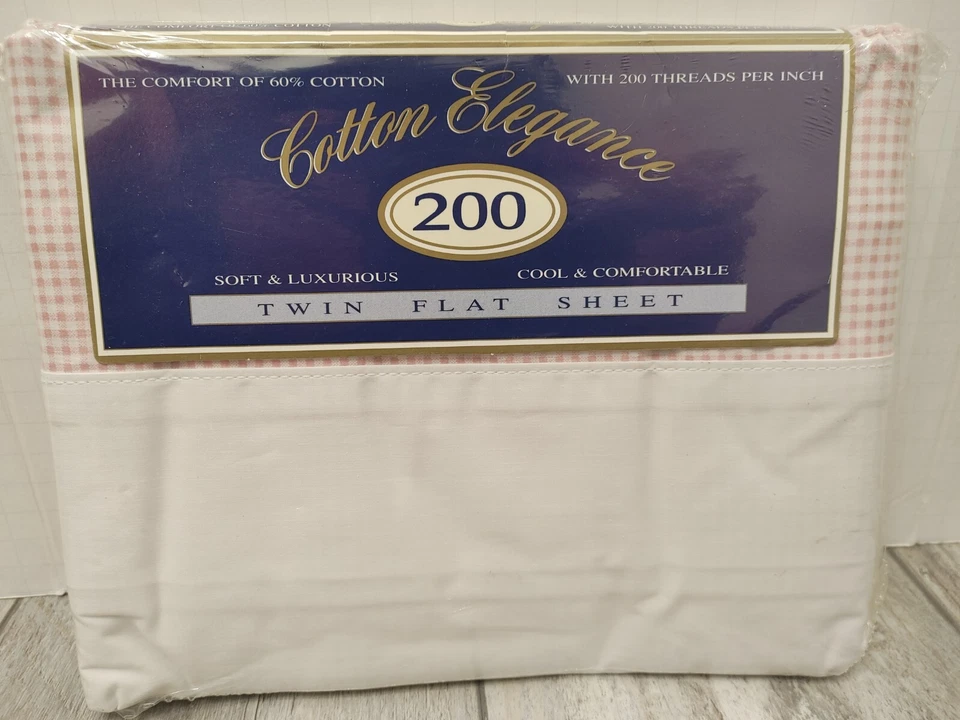 THE COMFORT OF 60% COTTON
WITH 200 THREADS PER INCH
Cotton Elegance
200
SOFT & LUXURIOUS
COOL & COMFORTABLE
TWIN FLAT SHEET